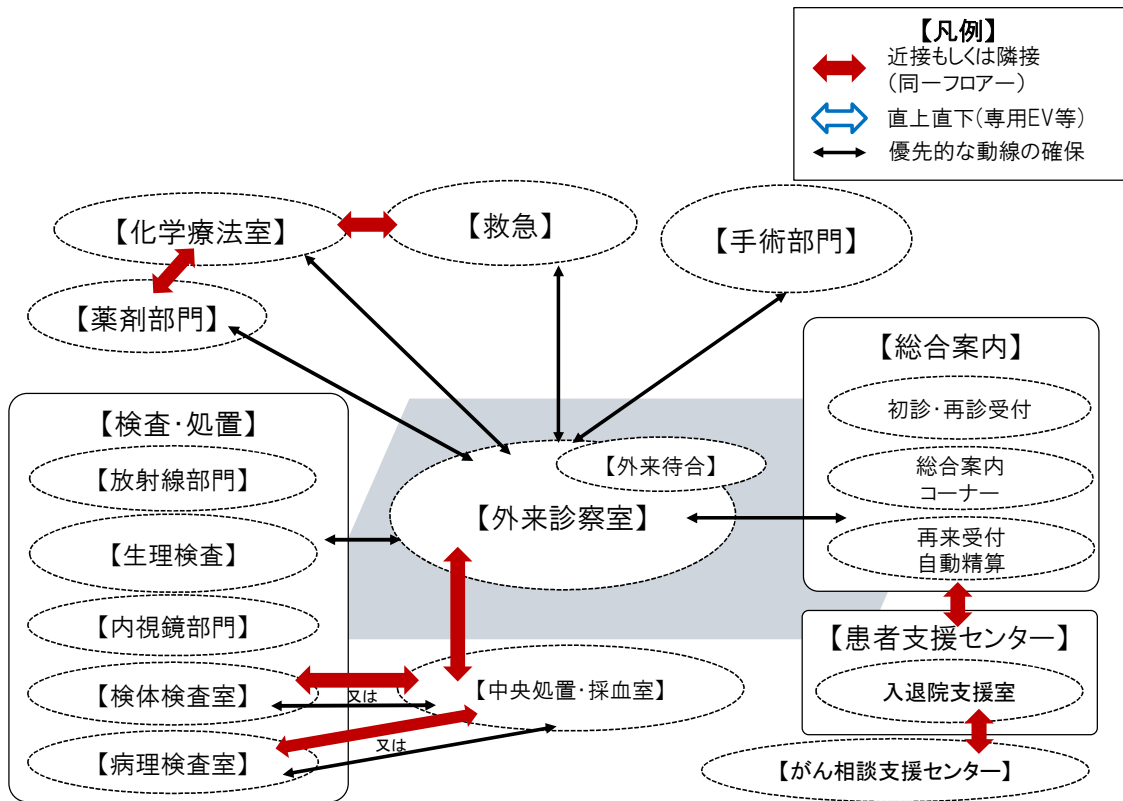 【凡例】
近接もしくは隣接
（同一フロアー）
直上直下(専用EV等)
優先的な動線の確保
【化学療法室】
【救急】
【手術部門】
【薬剤部門】
【総合案内】
初診・再診受付
総合案内
コーナー
再来受付
自動精算
【検査・処置】
【放射線部門】
【生理検査】
【内視鏡部門】
【検体検査室】
【病理検査室】
【外来待合】
【外来診察室】
又は
又は
【中央処置・採血室】
【患者支援センター】
入退院支援室
【がん相談支援センター】